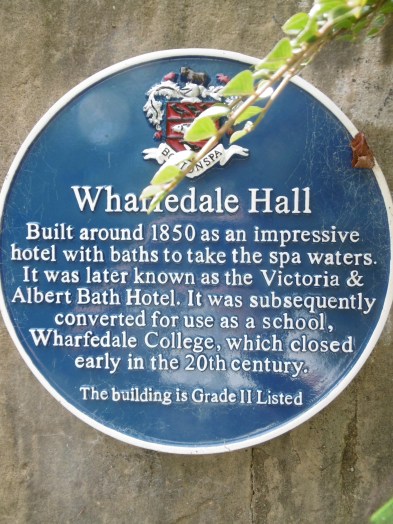 Wharfedale Hall
Built around 1850 as an impressive
hotel with baths to take the spa waters.
It was later known as the Victoria &
Albert Bath Hotel. It was subsequently
converted for use as a school,
Wharfedale College, which closed
early in the 20th century.
The building is Grade II Listed